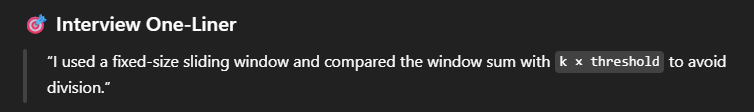 🎯 Interview One-Liner
“I used a fixed-size sliding window and compared the window sum with k × threshold to avoid
division.”